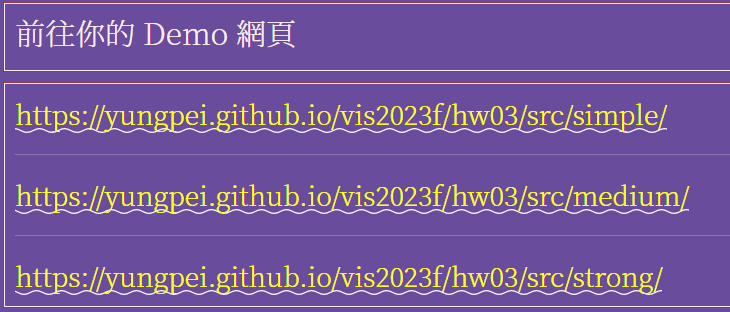 前往你的 Demo 網頁
https://yungpei.github.io/vis2023f/hw03/src/simple/
https://yungpei.github.io/vis2023f/hw03/src/medium/
https://yungpei.github.io/vis2023f/hw03/src/strong/